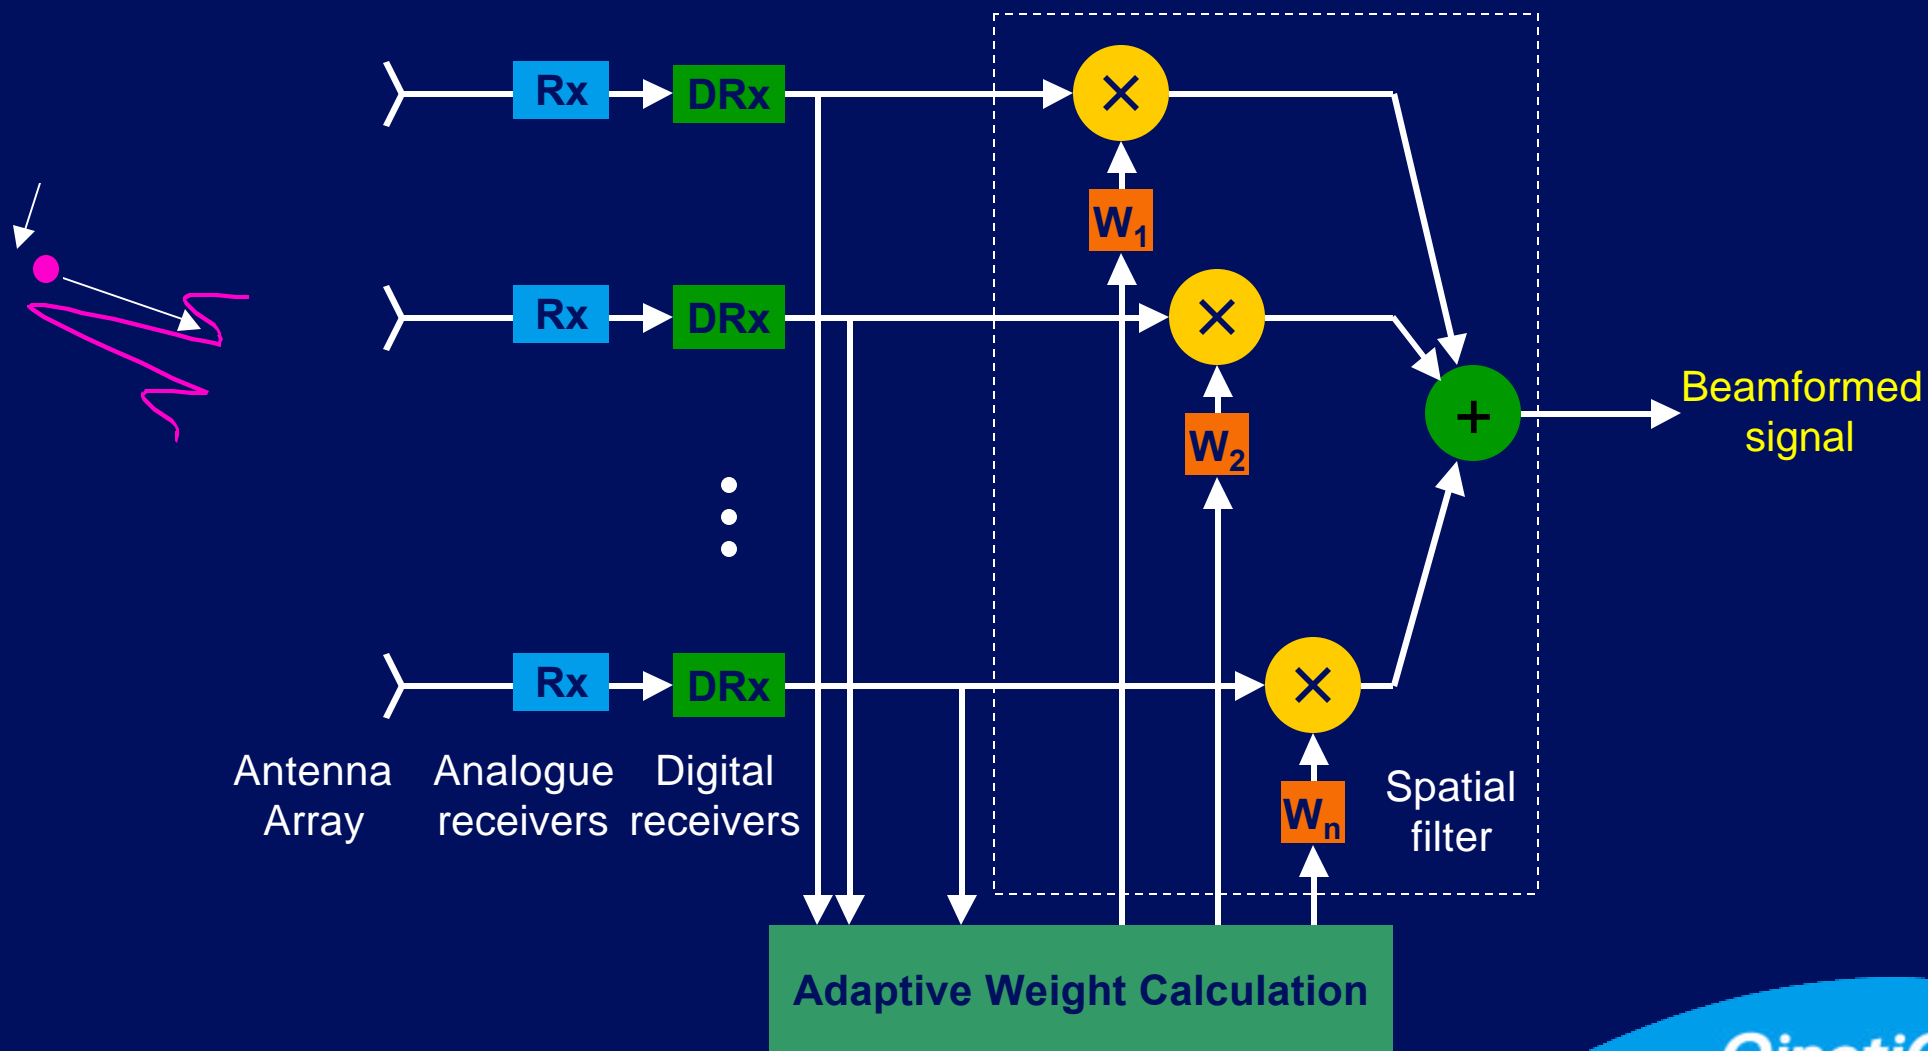 Rx
DRx
×
W1
Rx
DRx
×
W2
+
Beamformed
signal
Rx
DRx
×
Wn
Antenna
Array
Analogue
receivers
Digital
receivers
Spatial
filter
Adaptive Weight Calculation